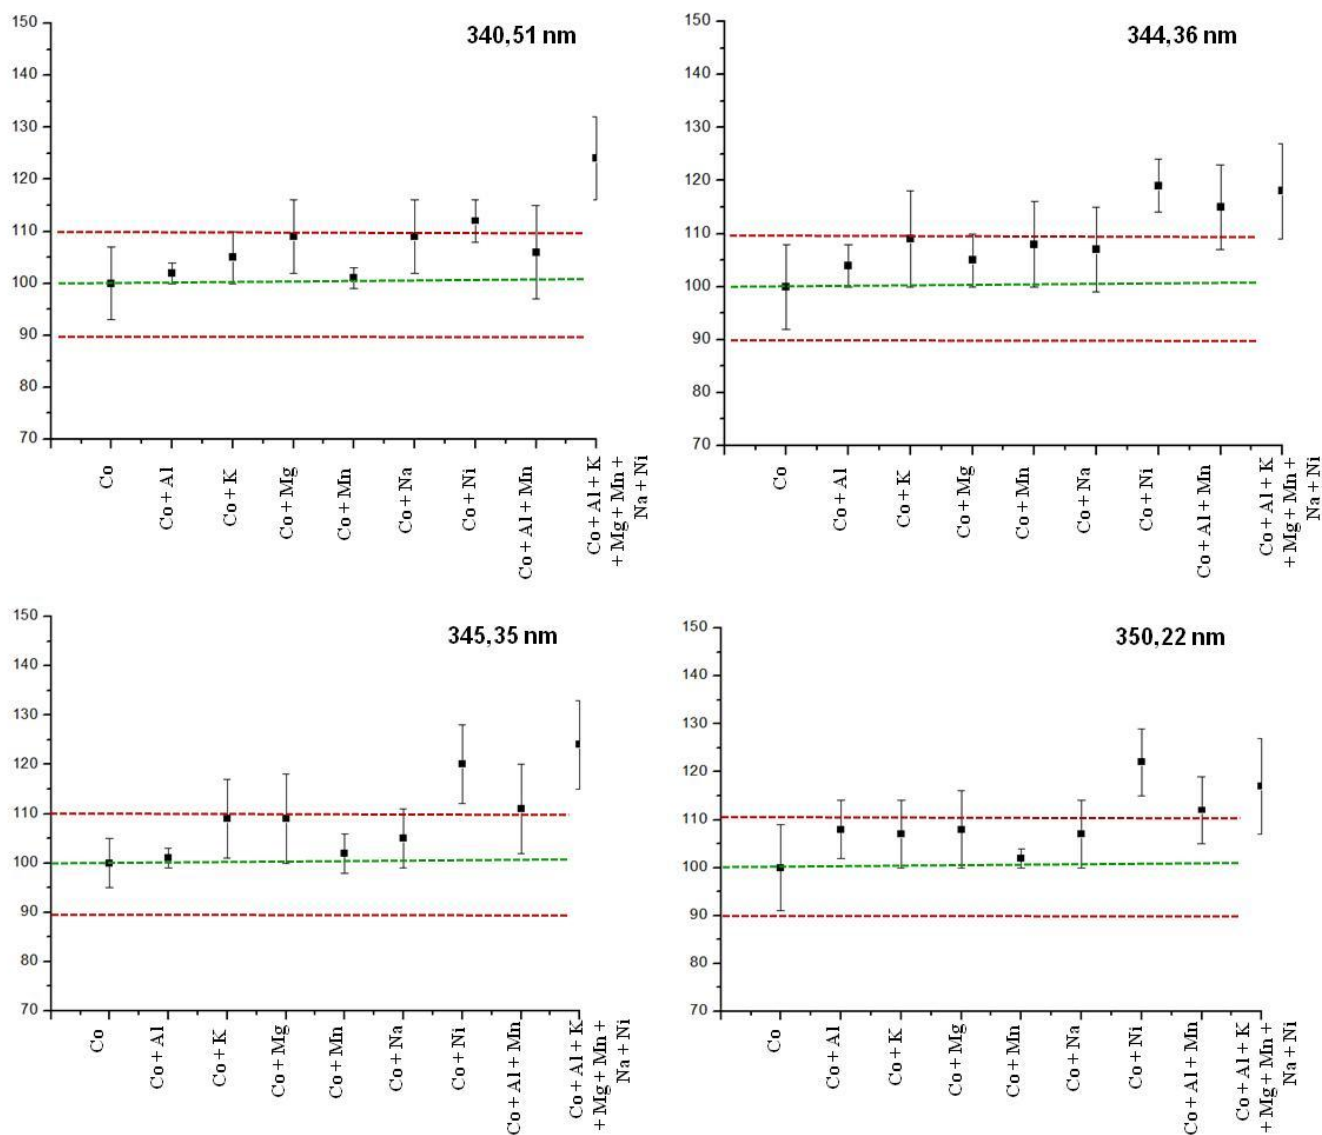 340,51 nm
150
140
130
120
110
100
90
80
70
Co
Co + Al
Co + K
Co + Mg
Co + Mn
Co + Na
Co + Ni
Co + Al + Mn
Co + Al + K
+ Mg + Mn +
Na + Ni
344,36 nm
150
140
130
120
110
100
90
80
70
Co
Co + Al
Co + K
Co + Mg
Co + Mn
Co + Na
Co + Ni
Co + Al + Mn
Co + Al + K
+ Mg + Mn +
Na + Ni
345,35 nm
150
140
130
120
110
100
90
80
70
Co
Co + Al
Co + K
Co + Mg
Co + Mn
Co + Na
Co + Ni
Co + Al + Mn
Co + Al + K
+ Mg + Mn +
Na + Ni
350,22 nm
150
140
130
120
110
100
90
80
70
Co
Co + Al
Co + K
Co + Mg
Co + Mn
Co + Na
Co + Ni
Co + Al + Mn
Co + Al + K
+ Mg + Mn +
Na + Ni